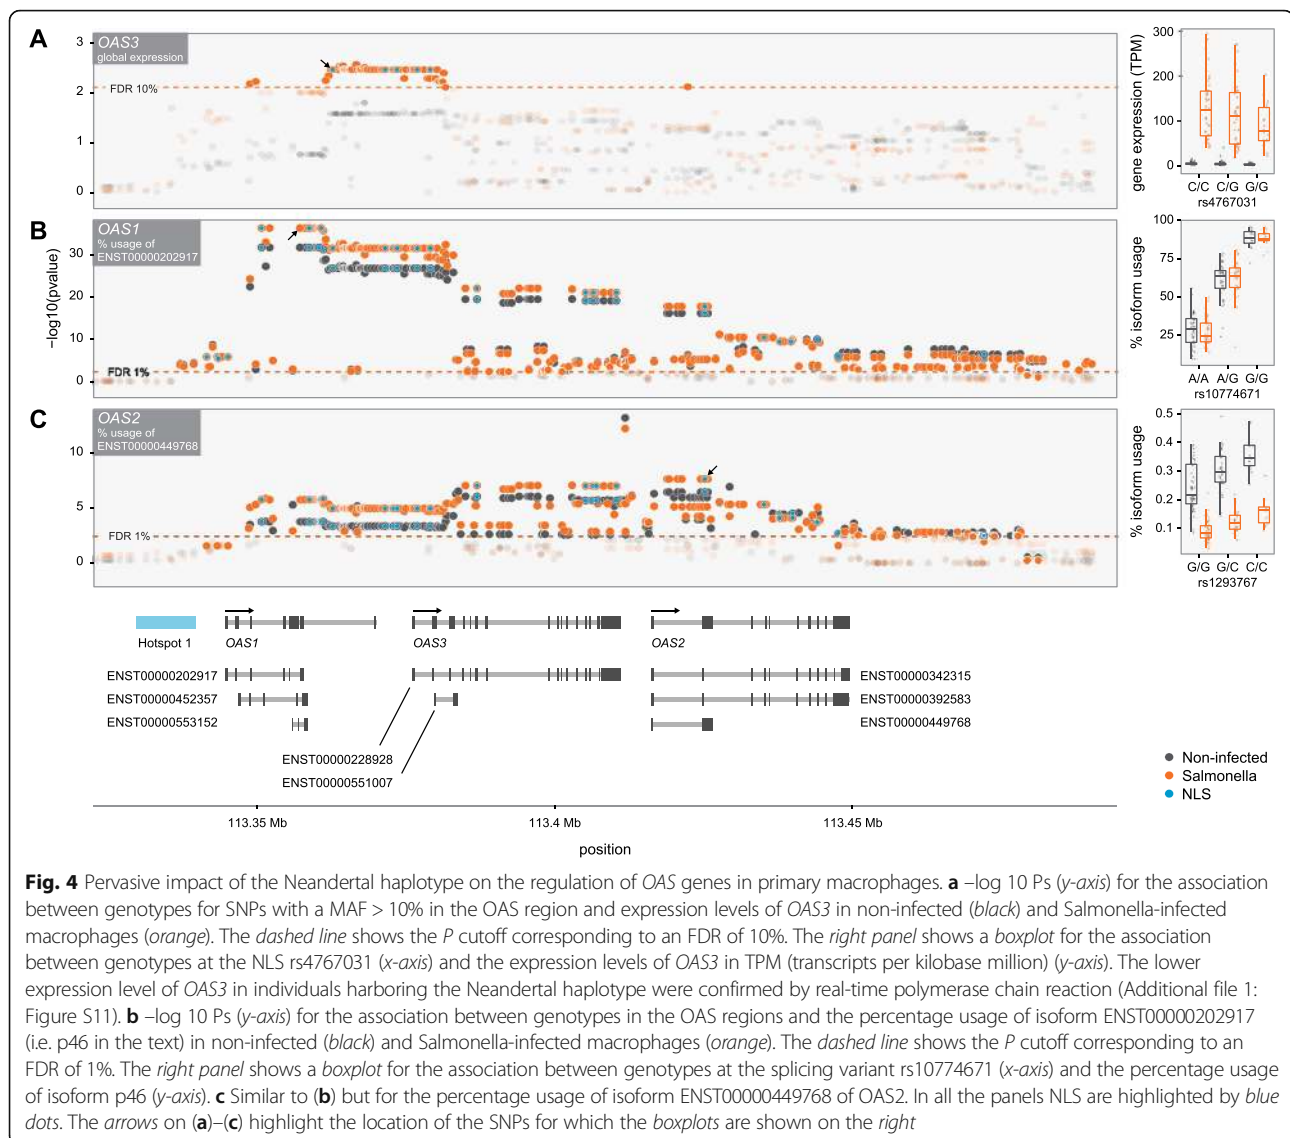 A
OAS3
global expression
3
2
1
0
FDR 10%
gene expression (TPM)
300
200
100
0
C/C C/G G/G
rs4767031
B
OAS1
% usage of
ENST00000202917
−log10(pvalue)
30
20
10
0
FDR 1%
% isoform usage
100
75
50
25
A/A A/G G/G
rs10774671
C
OAS2
% usage of
ENST00000449768
10
5
0
FDR 1%
% isoform usage
0.5
0.4
0.3
0.2
0.1
G/G G/C C/C
rs1293767
Hotspot 1
OAS1
OAS3
OAS2
ENST00000202917
ENST00000452357
ENST00000553152
ENST00000228928
ENST00000551007
ENST00000342315
ENST00000392583
ENST00000449768
Non-infected
Salmonella
NLS
113.35 Mb 113.4 Mb 113.45 Mb
position
Fig. 4 Pervasive impact of the Neandertal haplotype on the regulation of OAS genes in primary macrophages. a –log 10 Ps (y-axis) for the association
between genotypes for SNPs with a MAF > 10% in the OAS region and expression levels of OAS3 in non-infected (black) and Salmonella-infected
macrophages (orange). The dashed line shows the P cutoff corresponding to an FDR of 10%. The right panel shows a boxplot for the association
between genotypes at the NLS rs4767031 (x-axis) and the expression levels of OAS3 in TPM (transcripts per kilobase million) (y-axis). The lower
expression level of OAS3 in individuals harboring the Neandertal haplotype were confirmed by real-time polymerase chain reaction (Additional file 1:
Figure S11). b –log 10 Ps (y-axis) for the association between genotypes in the OAS regions and the percentage usage of isoform ENST00000202917
(i.e. p46 in the text) in non-infected (black) and Salmonella-infected macrophages (orange). The dashed line shows the P cutoff corresponding to an
FDR of 1%. The right panel shows a boxplot for the association between genotypes at the splicing variant rs10774671 (x-axis) and the percentage usage
of isoform p46 (y-axis). c Similar to (b) but for the percentage usage of isoform ENST00000449768 of OAS2. In all the panels NLS are highlighted by blue
dots. The arrows on (a)–(c) highlight the location of the SNPs for which the boxplots are shown on the right